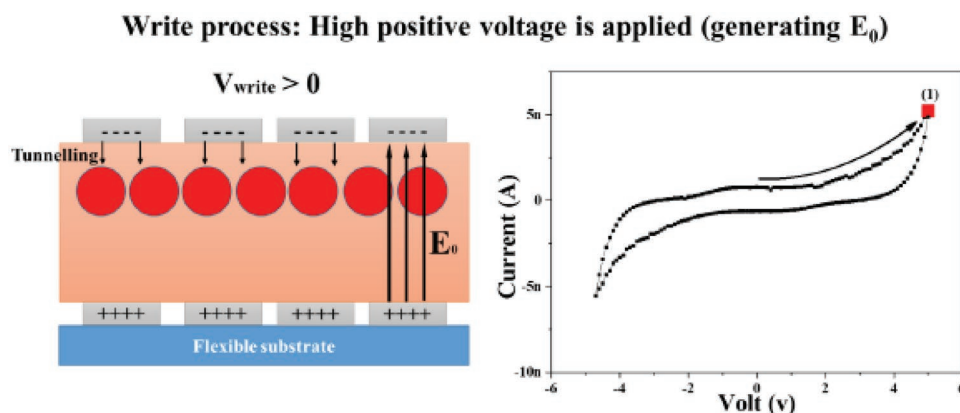 Write process: High positive voltage is applied (generating E0)
Vwrite > 0
- - - -
- - - -
- - - -
- - - -
Tunnelling
E0
++++
++++
++++
++++
Flexible substrate
(1)
5n
0
-5n
-10n
Current (A)
-6
-4
-2
0
2
4
6
Volt (v)